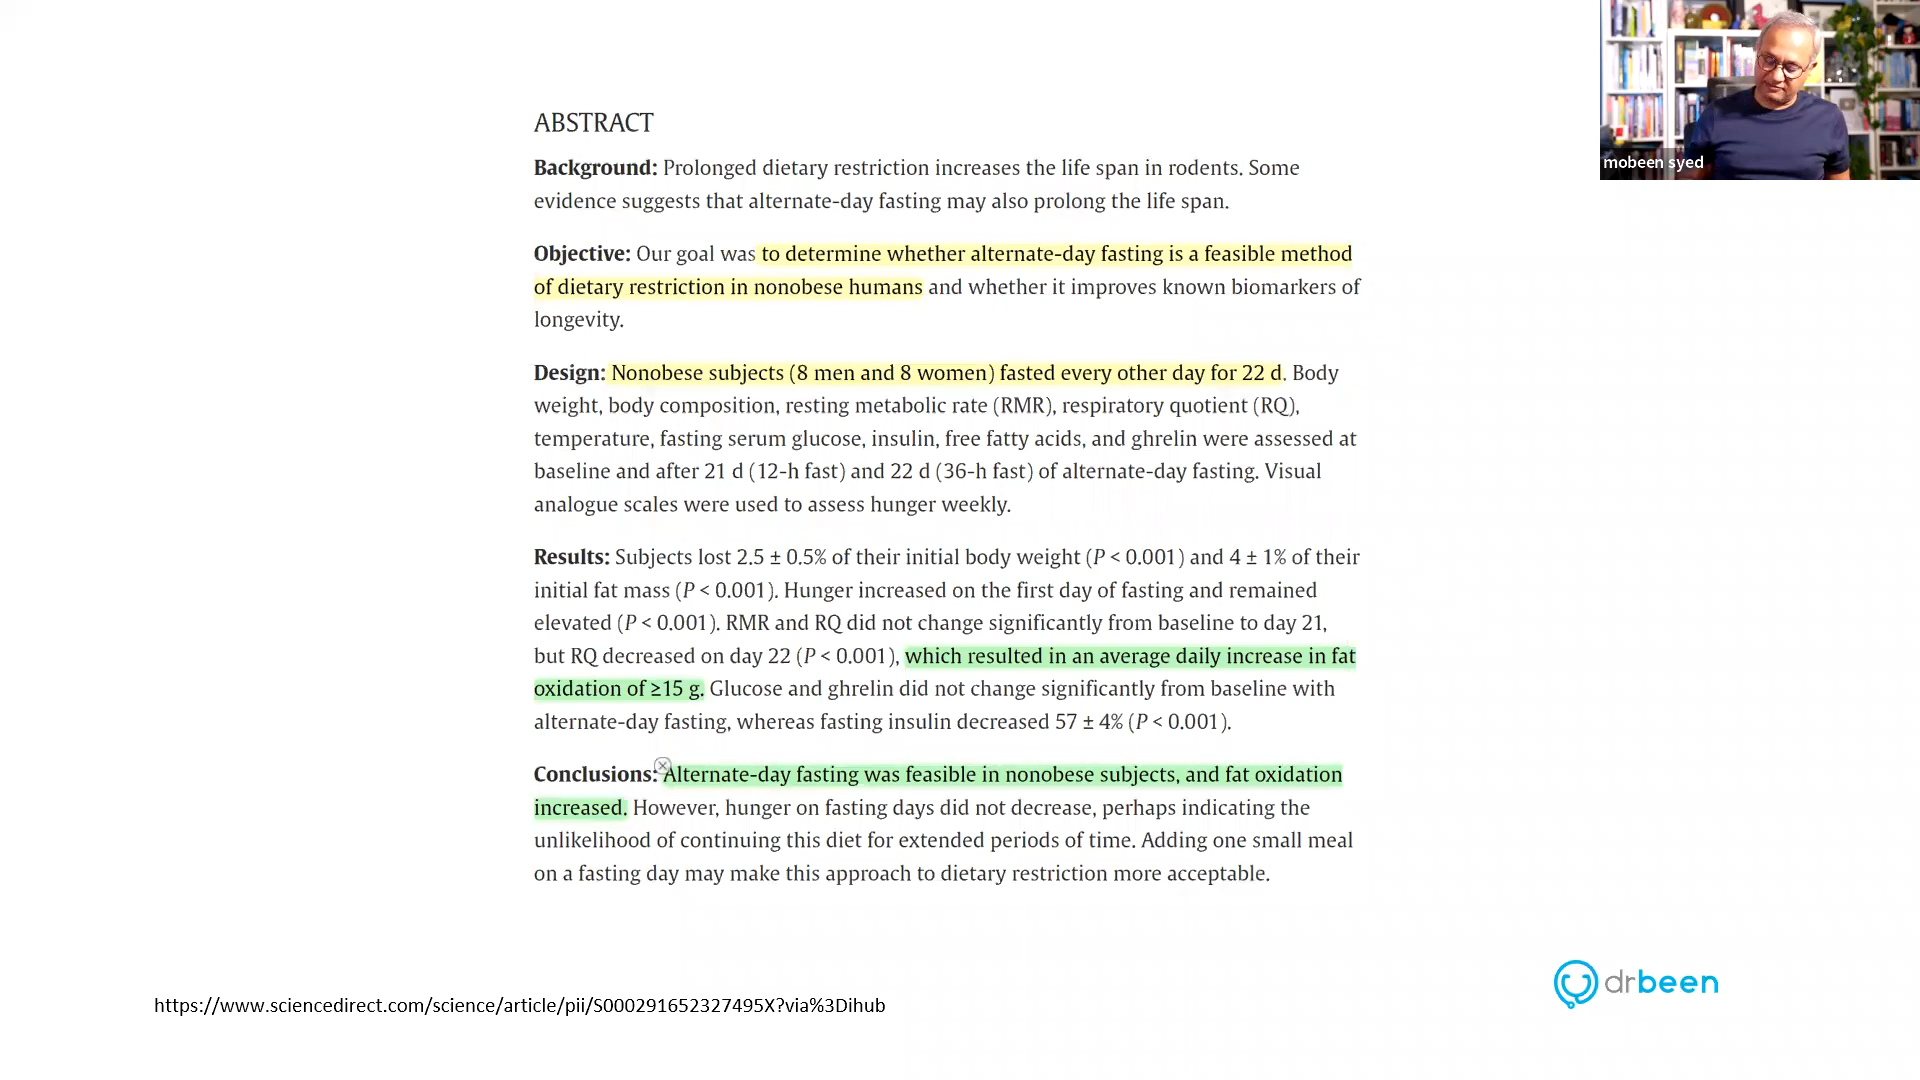 mobeen syed
ABSTRACT
Background: Prolonged dietary restriction increases the life span in rodents. Some
evidence suggests that alternate-day fasting may also prolong the life span.
Objective: Our goal was to determine whether alternate-day fasting is a feasible method
of dietary restriction in nonobese humans and whether it improves known biomarkers of
longevity.
Design: Nonobese subjects (8 men and 8 women) fasted every other day for 22 d. Body
weight, body composition, resting metabolic rate (RMR), respiratory quotient (RQ),
temperature, fasting serum glucose, insulin, free fatty acids, and ghrelin were assessed at
baseline and after 21 d (12-h fast) and 22 d (36-h fast) of alternate-day fasting. Visual
analogue scales were used to assess hunger weekly.
Results: Subjects lost 2.5 ± 0.5% of their initial body weight (P < 0.001) and 4 ± 1% of their
initial fat mass (P < 0.001). Hunger increased on the first day of fasting and remained
elevated (P < 0.001). RMR and RQ did not change significantly from baseline to day 21,
but RQ decreased on day 22 (P < 0.001), which resulted in an average daily increase in fat
oxidation of ≥15 g. Glucose and ghrelin did not change significantly from baseline with
alternate-day fasting, whereas fasting insulin decreased 57 ± 4% (P < 0.001).
Conclusions: Alternate-day fasting was feasible in nonobese subjects, and fat oxidation
increased. However, hunger on fasting days did not decrease, perhaps indicating the
unlikelihood of continuing this diet for extended periods of time. Adding one small meal
on a fasting day may make this approach to dietary restriction more acceptable.
drbeen
https://www.sciencedirect.com/science/article/pii/S000291652327495X?via%3Dihub